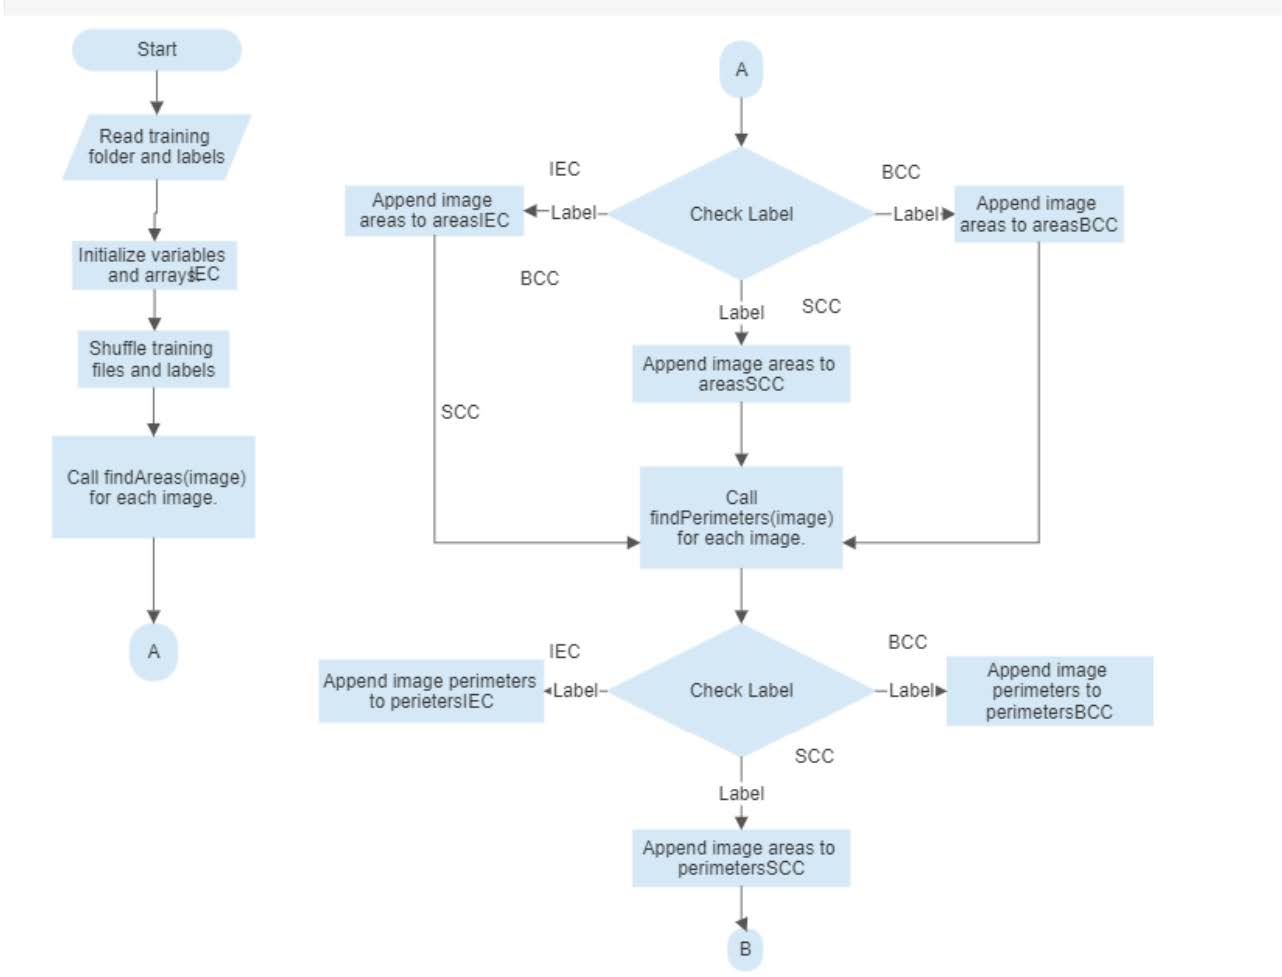 Start
Read training
folder and labels
Initialize variables
and arrays
IEC
Shuffle training
files and labels
Call findAreas(image)
for each image.
A
A
Check Label
IEC
Label
Append image
areas to areasIEC
BCC
Label
Append image
areas to areasBCC
BCC
SCC
Label
Append image areas to
areasSCC
SCC
Call
findPerimeters(image)
for each image.
Check Label
IEC
Label
Append image perimeters
to perietersIEC
BCC
Label
Append image
perimeters to
perimetersBCC
SCC
Label
Append image areas to
perimetersSCC
B